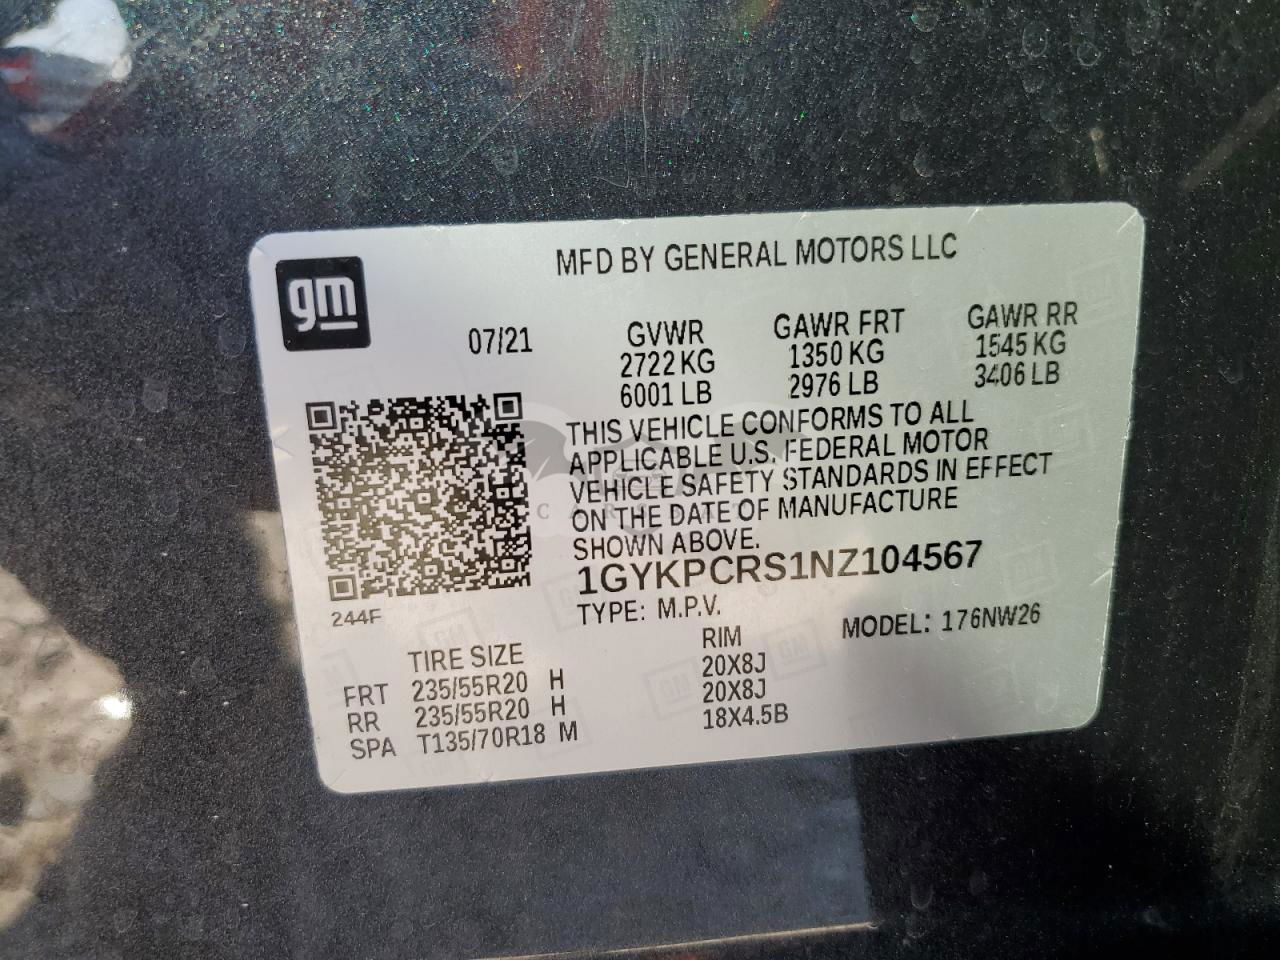 gm
MFD BY GENERAL MOTORS LLC
07/21 GVWR GAWR FRT GAWR RR
2722 KG 1350 KG 1545 KG
6001 LB 2976 LB 3406 LB
THIS VEHICLE CONFORMS TO ALL
APPLICABLE U.S. FEDERAL MOTOR
VEHICLE SAFETY STANDARDS IN EFFECT
ON THE DATE OF MANUFACTURE
SHOWN ABOVE.
1GYKPCRS1NZ104567
244F
TYPE: M.P.V. MODEL: 176NW26
TIRE SIZE RIM
FRT 235/55R20 H 20X8J
RR 235/55R20 H 20X8J
SPA T135/70R18 M 18X4.5B